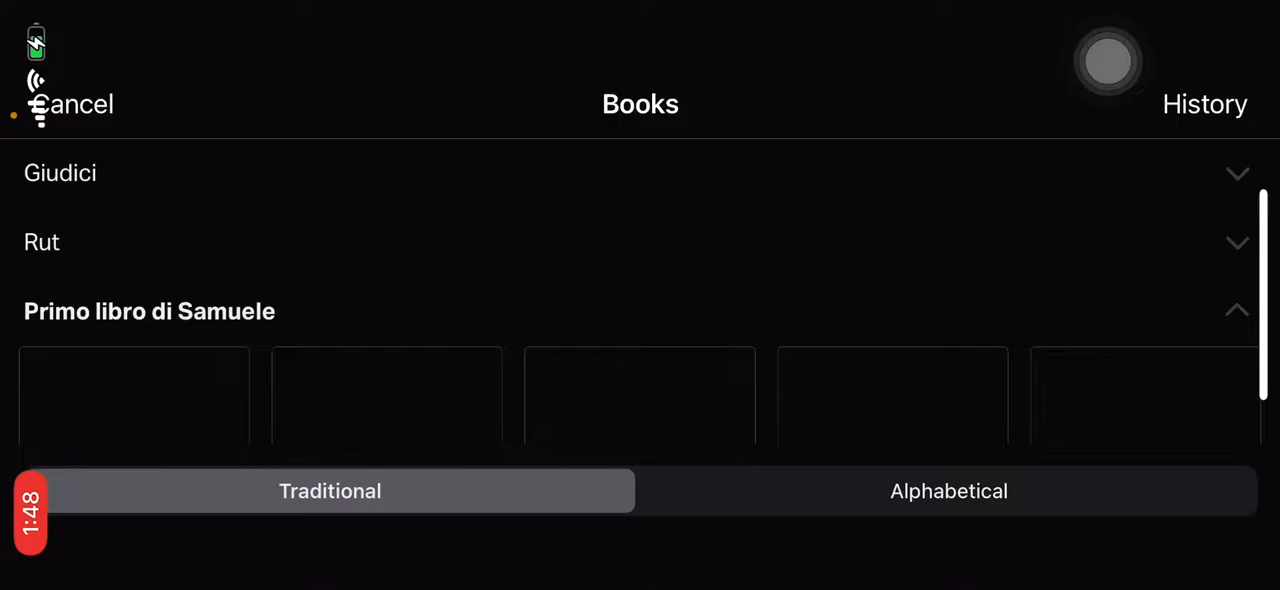 Cancel
Books
History
Giudici
Rut
Primo libro di Samuele
Traditional
Alphabetical
1:48